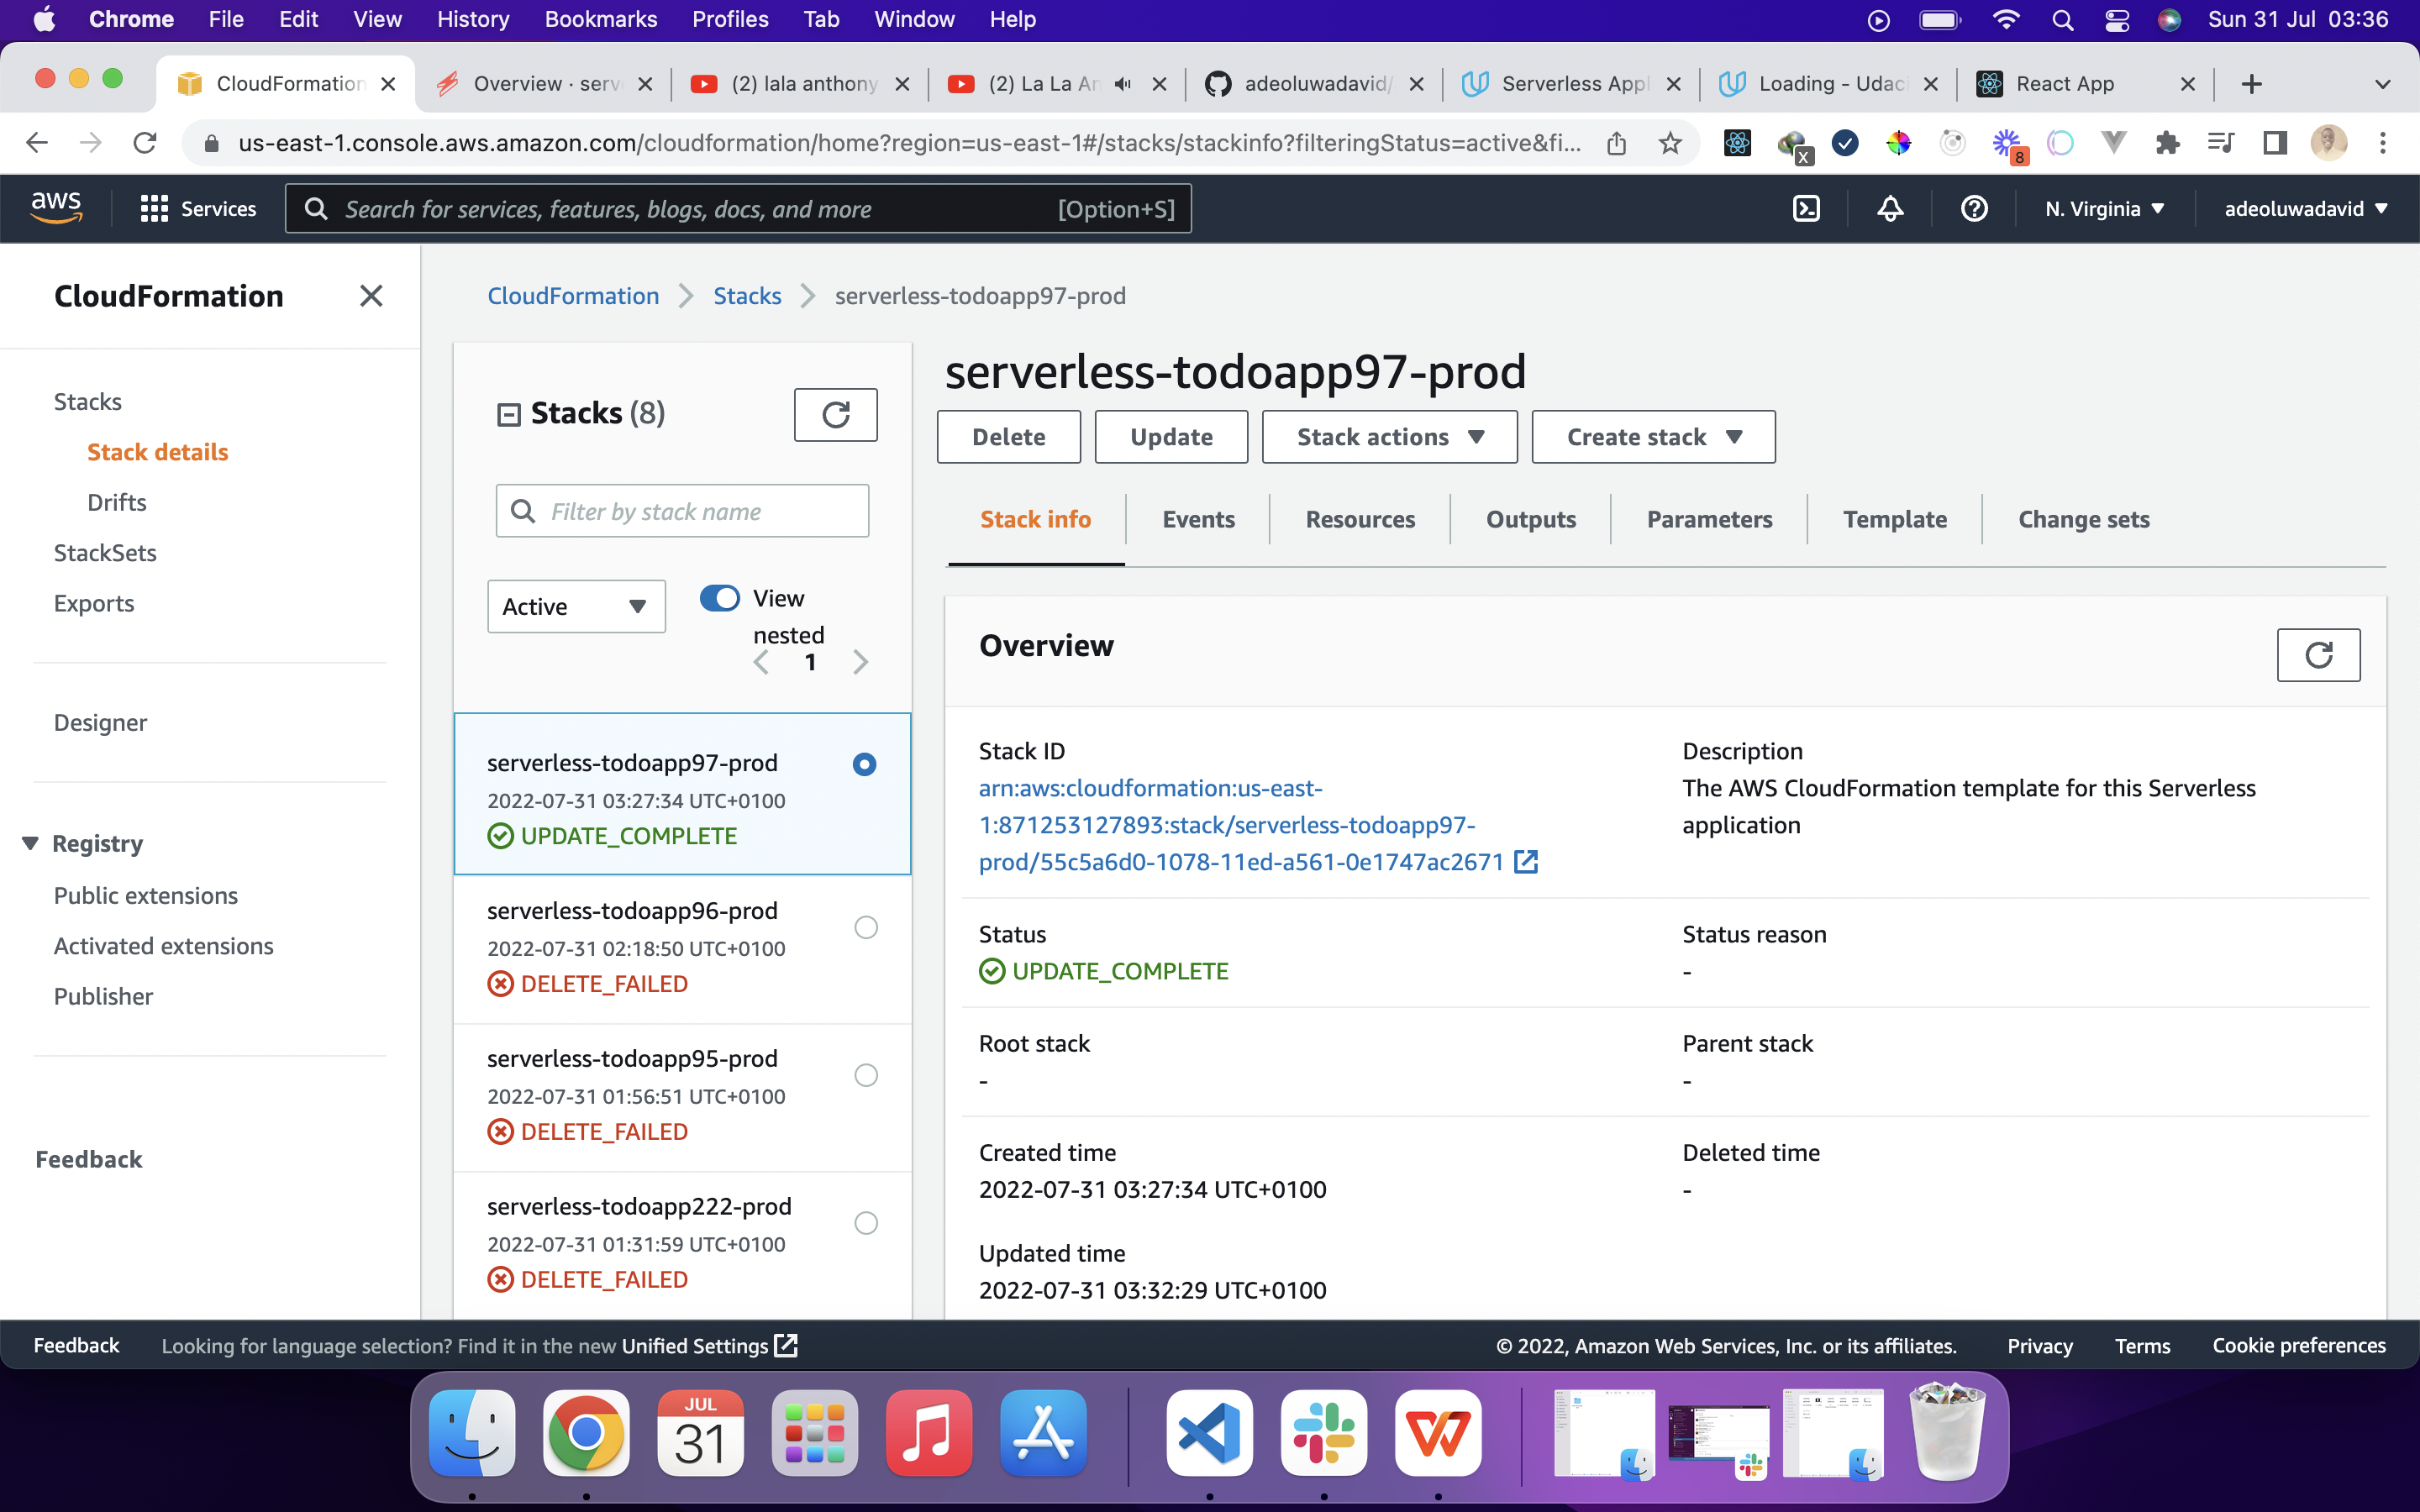 Chrome File Edit View History Bookmarks Profiles Tab Window Help Sun 31 Jul 03:36
CloudFormation Overview · serve (2) lala anthony (2) La La An adeoluwadavid/ Serverless Appl Loading - Udaci React App
us-east-1.console.aws.amazon.com/cloudformation/home?region=us-east-1#/stacks/stackinfo?filteringStatus=active&fi... X 8
aws Services Search for services, features, blogs, docs, and more [Option+S] N. Virginia adeoluwadavid
CloudFormation
Stacks
Stack details
Drifts
StackSets
Exports
Designer
Registry
Public extensions
Activated extensions
Publisher
Feedback
CloudFormation Stacks serverless-todoapp97-prod
Stacks (8)
Filter by stack name
Active
View nested
1
serverless-todoapp97-prod
2022-07-31 03:27:34 UTC+0100
UPDATE_COMPLETE
serverless-todoapp96-prod
2022-07-31 02:18:50 UTC+0100
DELETE_FAILED
serverless-todoapp95-prod
2022-07-31 01:56:51 UTC+0100
DELETE_FAILED
serverless-todoapp222-prod
2022-07-31 01:31:59 UTC+0100
DELETE_FAILED
serverless-todoapp97-prod
Delete Update Stack actions Create stack
Stack info Events Resources Outputs Parameters Template Change sets
Overview
Stack ID
arn:aws:cloudformation:us-east-
1:871253127893:stack/serverless-todoapp97-
prod/55c5a6d0-1078-11ed-a561-0e1747ac2671
Description
The AWS CloudFormation template for this Serverless
application
Status
UPDATE_COMPLETE
Status reason
-
Root stack
-
Parent stack
-
Created time
2022-07-31 03:27:34 UTC+0100
Deleted time
-
Updated time
2022-07-31 03:32:29 UTC+0100
Feedback Looking for language selection? Find it in the new Unified Settings © 2022, Amazon Web Services, Inc. or its affiliates. Privacy Terms Cookie preferences
JUL
31